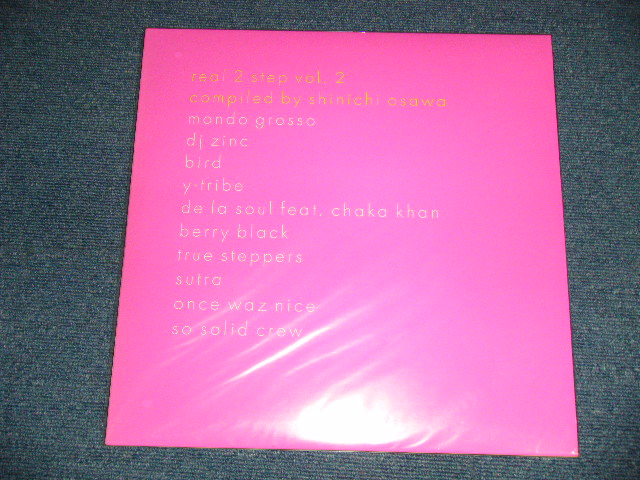 real 2 step vol. 2
compiled by shinichi osawa
mondo grosso
dj zinc
bird
y-tribe
de la soul feat. chaka khan
berry black
true steppers
sutra
once waz nice
so solid crew